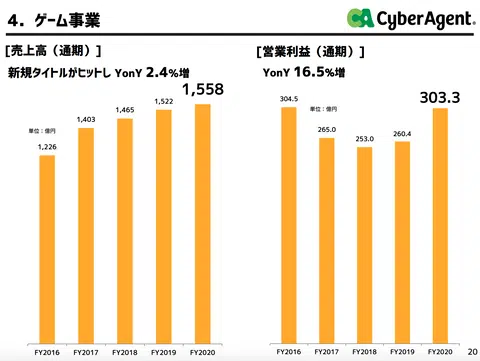 4. ゲーム事業
CyberAgent®
[売上高（通期）]
新規タイトルがヒットし YonY 2.4%増
単位：億円
1,226
1,403
1,465
1,522
1,558
FY2016
FY2017
FY2018
FY2019
FY2020
[営業利益（通期）]
YonY 16.5%増
単位：億円
304.5
265.0
253.0
260.4
303.3
FY2016
FY2017
FY2018
FY2019
FY2020
20